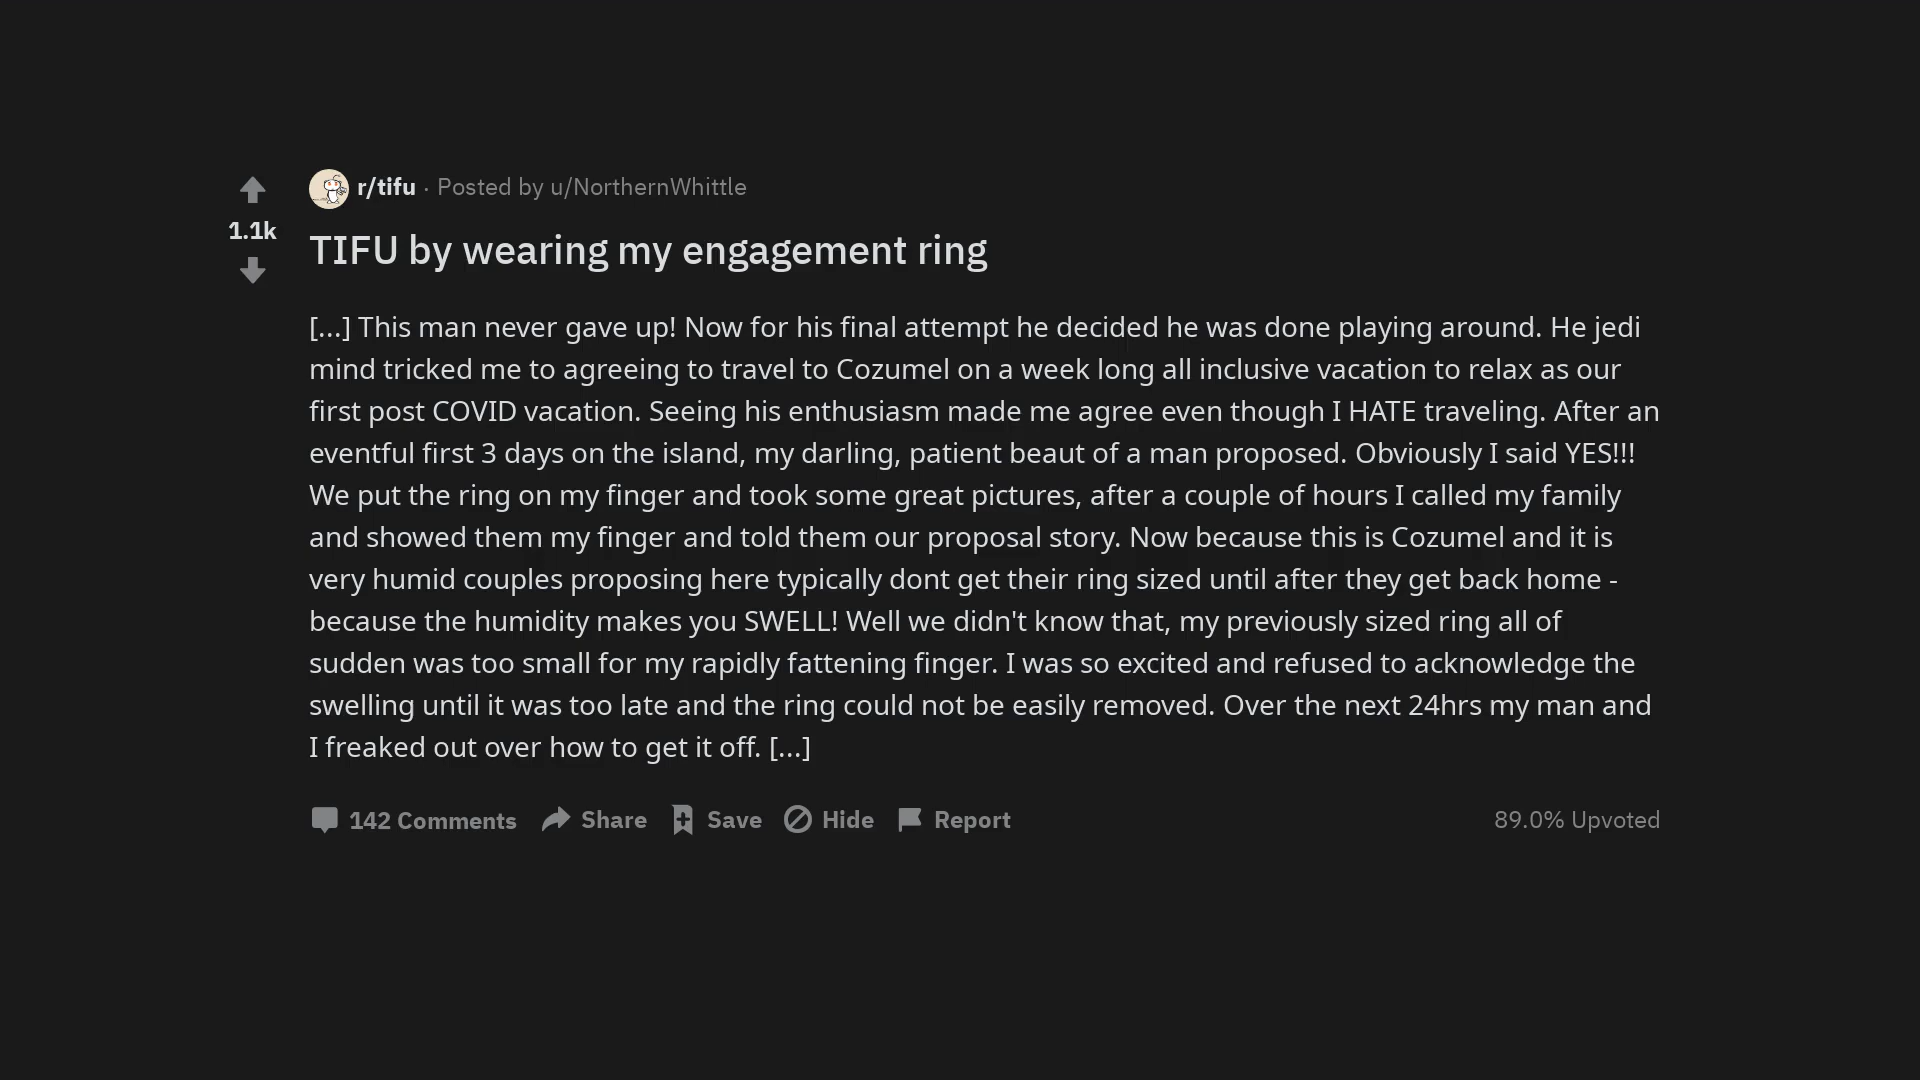 r/tifu · Posted by u/NorthernWhittle
1.1k
TIFU by wearing my engagement ring
[...] This man never gave up! Now for his final attempt he decided he was done playing around. He jedi
mind tricked me to agreeing to travel to Cozumel on a week long all inclusive vacation to relax as our
first post COVID vacation. Seeing his enthusiasm made me agree even though I HATE traveling. After an
eventful first 3 days on the island, my darling, patient beaut of a man proposed. Obviously I said YES!!!
We put the ring on my finger and took some great pictures, after a couple of hours I called my family
and showed them my finger and told them our proposal story. Now because this is Cozumel and it is
very humid couples proposing here typically dont get their ring sized until after they get back home -
because the humidity makes you SWELL! Well we didn't know that, my previously sized ring all of
sudden was too small for my rapidly fattening finger. I was so excited and refused to acknowledge the
swelling until it was too late and the ring could not be easily removed. Over the next 24hrs my man and
I freaked out over how to get it off. [...]
142 Comments Share Save Hide Report 89.0% Upvoted